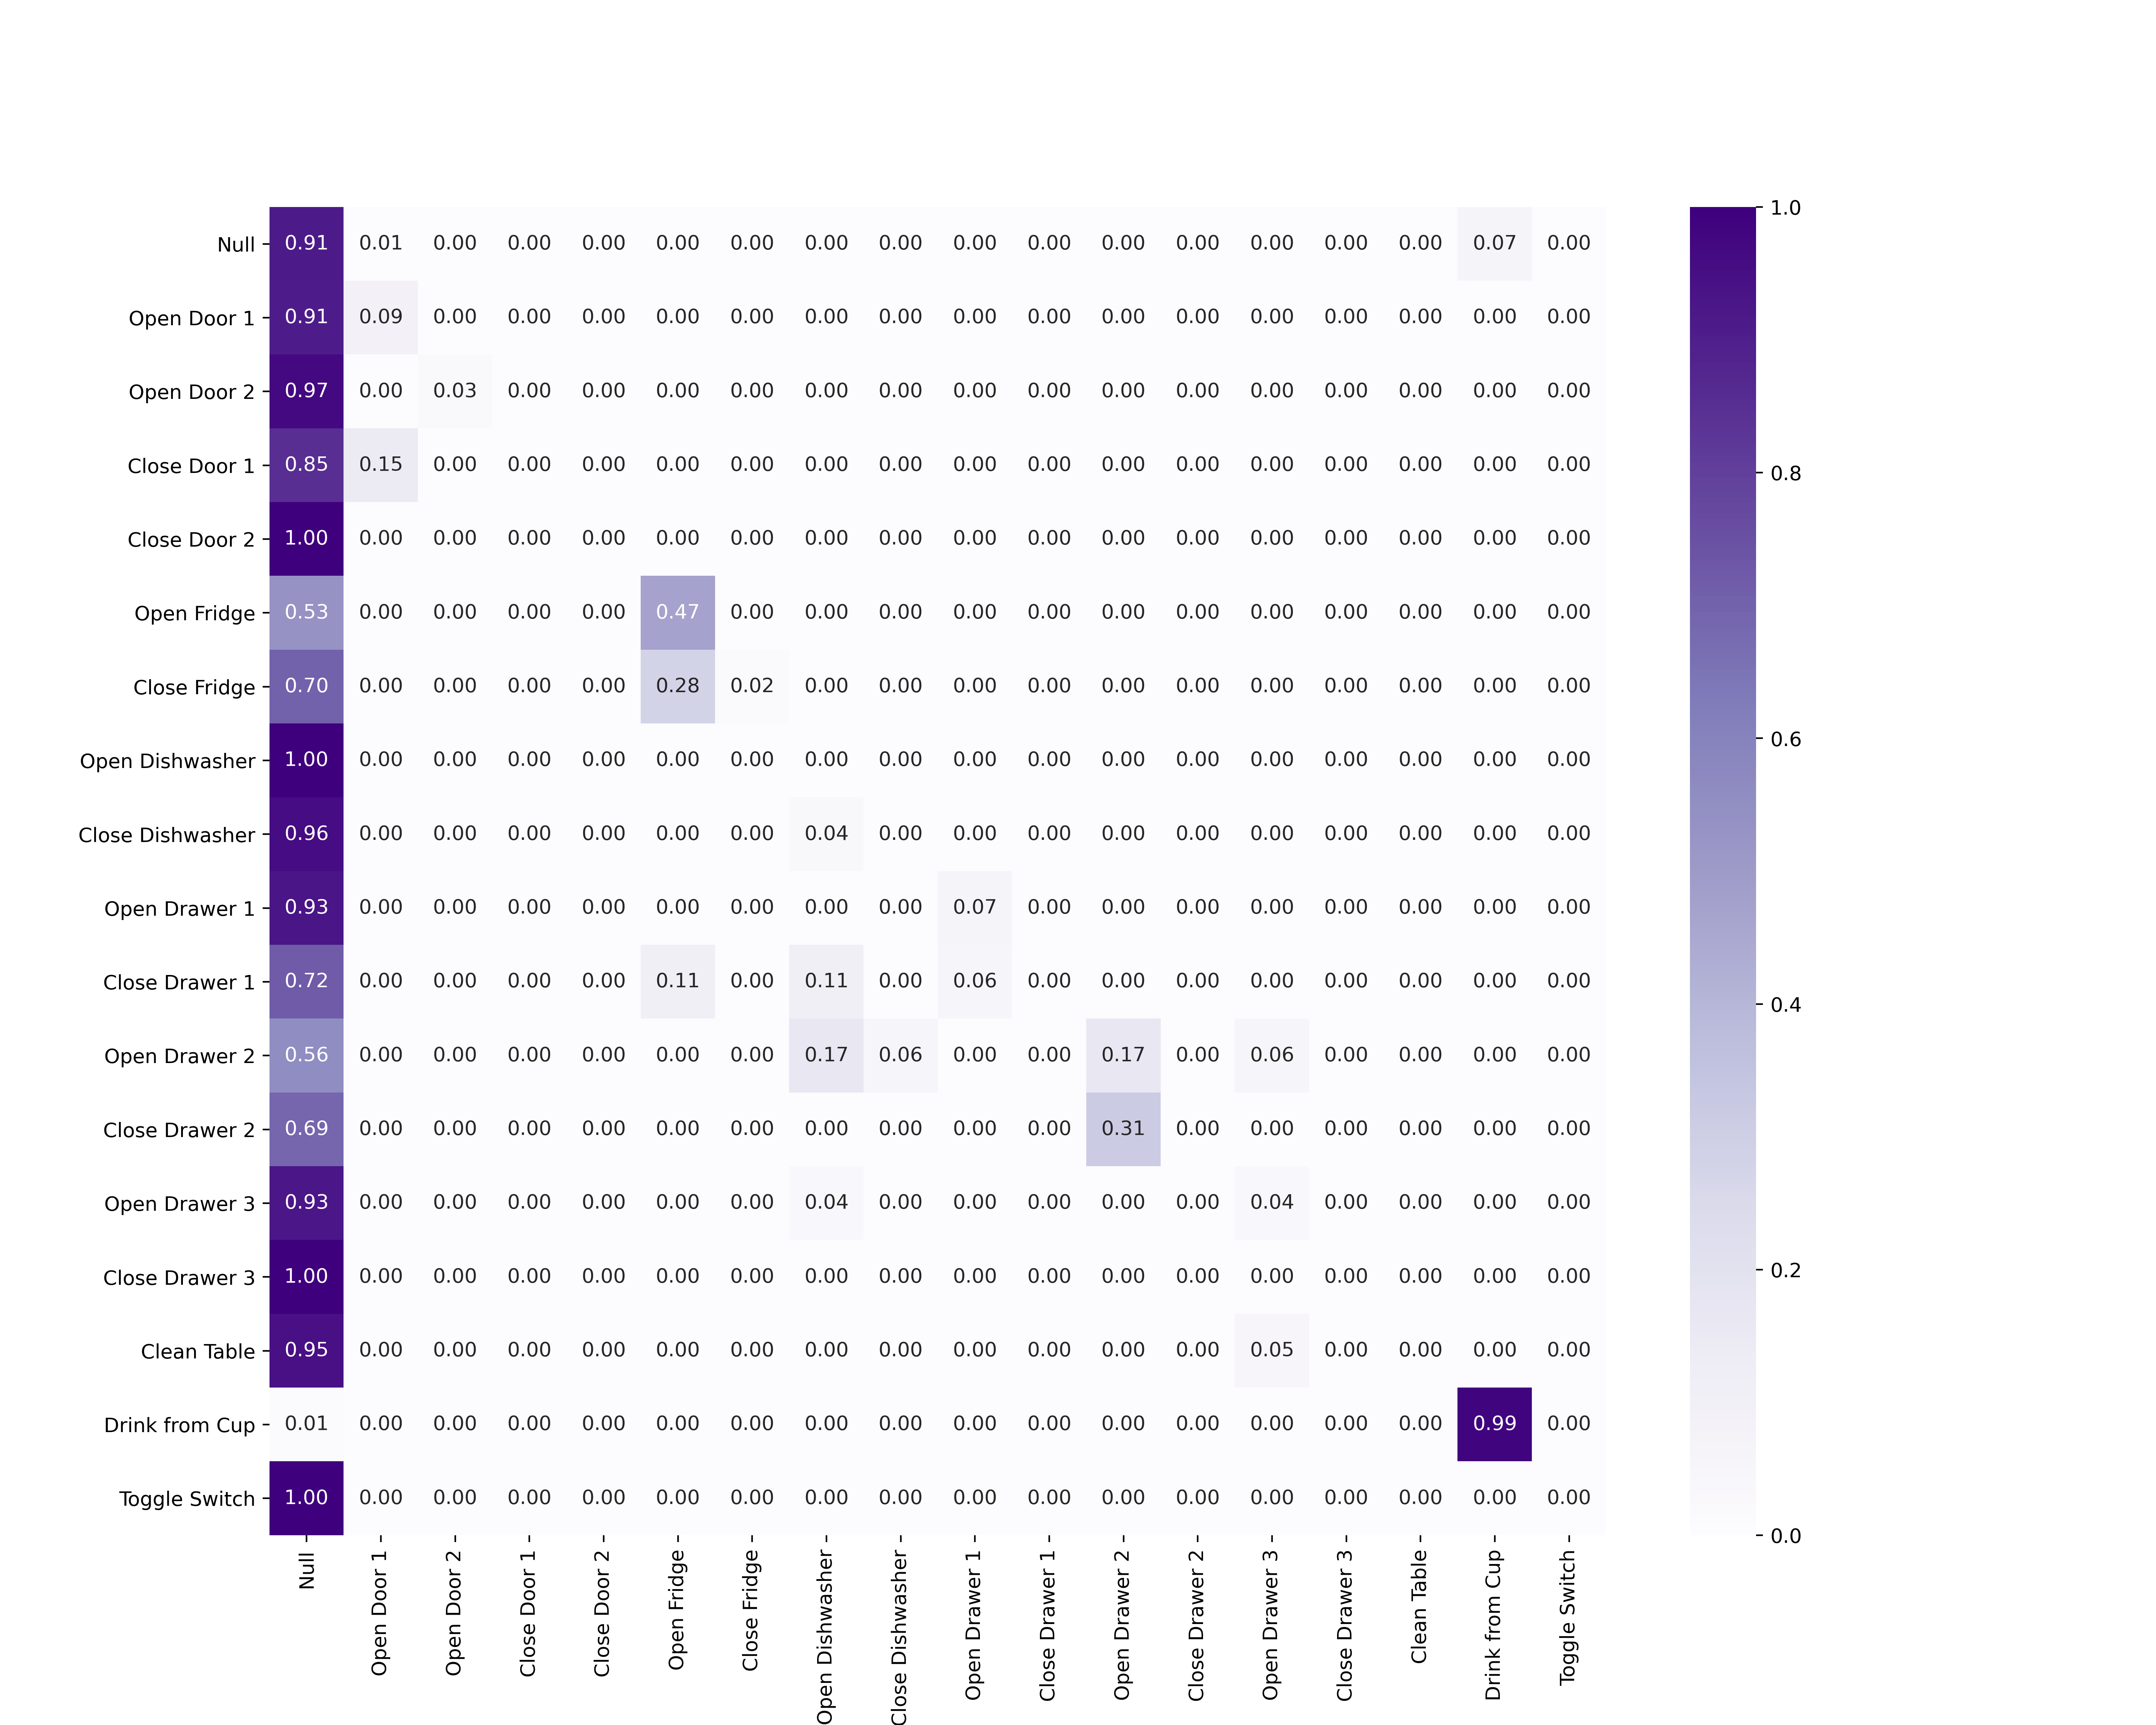 Null 0.91 0.01 0.00 0.00 0.00 0.00 0.00 0.00 0.00 0.00 0.00 0.00 0.00 0.00 0.00 0.00 0.07 0.00
Open Door 1 0.91 0.09 0.00 0.00 0.00 0.00 0.00 0.00 0.00 0.00 0.00 0.00 0.00 0.00 0.00 0.00 0.00 0.00
Open Door 2 0.97 0.00 0.03 0.00 0.00 0.00 0.00 0.00 0.00 0.00 0.00 0.00 0.00 0.00 0.00 0.00 0.00 0.00
Close Door 1 0.85 0.15 0.00 0.00 0.00 0.00 0.00 0.00 0.00 0.00 0.00 0.00 0.00 0.00 0.00 0.00 0.00 0.00
Close Door 2 1.00 0.00 0.00 0.00 0.00 0.00 0.00 0.00 0.00 0.00 0.00 0.00 0.00 0.00 0.00 0.00 0.00 0.00
Open Fridge 0.53 0.00 0.00 0.00 0.00 0.47 0.00 0.00 0.00 0.00 0.00 0.00 0.00 0.00 0.00 0.00 0.00 0.00
Close Fridge 0.70 0.00 0.00 0.00 0.00 0.28 0.02 0.00 0.00 0.00 0.00 0.00 0.00 0.00 0.00 0.00 0.00 0.00
Open Dishwasher 1.00 0.00 0.00 0.00 0.00 0.00 0.00 0.00 0.00 0.00 0.00 0.00 0.00 0.00 0.00 0.00 0.00 0.00
Close Dishwasher 0.96 0.00 0.00 0.00 0.00 0.00 0.00 0.04 0.00 0.00 0.00 0.00 0.00 0.00 0.00 0.00 0.00 0.00
Open Drawer 1 0.93 0.00 0.00 0.00 0.00 0.00 0.00 0.00 0.00 0.07 0.00 0.00 0.00 0.00 0.00 0.00 0.00 0.00
Close Drawer 1 0.72 0.00 0.00 0.00 0.00 0.11 0.00 0.11 0.00 0.06 0.00 0.00 0.00 0.00 0.00 0.00 0.00 0.00
Open Drawer 2 0.56 0.00 0.00 0.00 0.00 0.00 0.00 0.17 0.06 0.00 0.00 0.17 0.00 0.06 0.00 0.00 0.00 0.00
Close Drawer 2 0.69 0.00 0.00 0.00 0.00 0.00 0.00 0.00 0.00 0.00 0.00 0.31 0.00 0.00 0.00 0.00 0.00 0.00
Open Drawer 3 0.93 0.00 0.00 0.00 0.00 0.00 0.00 0.04 0.00 0.00 0.00 0.00 0.00 0.04 0.00 0.00 0.00 0.00
Close Drawer 3 1.00 0.00 0.00 0.00 0.00 0.00 0.00 0.00 0.00 0.00 0.00 0.00 0.00 0.00 0.00 0.00 0.00 0.00
Clean Table 0.95 0.00 0.00 0.00 0.00 0.00 0.00 0.00 0.00 0.00 0.00 0.00 0.00 0.05 0.00 0.00 0.00 0.00
Drink from Cup 0.01 0.00 0.00 0.00 0.00 0.00 0.00 0.00 0.00 0.00 0.00 0.00 0.00 0.00 0.00 0.00 0.99 0.00
Toggle Switch 1.00 0.00 0.00 0.00 0.00 0.00 0.00 0.00 0.00 0.00 0.00 0.00 0.00 0.00 0.00 0.00 0.00 0.00
Null
Open Door 1
Open Door 2
Close Door 1
Close Door 2
Open Fridge
Close Fridge
Open Dishwasher
Close Dishwasher
Open Drawer 1
Close Drawer 1
Open Drawer 2
Close Drawer 2
Open Drawer 3
Close Drawer 3
Clean Table
Drink from Cup
Toggle Switch
1.0
0.8
0.6
0.4
0.2
0.0